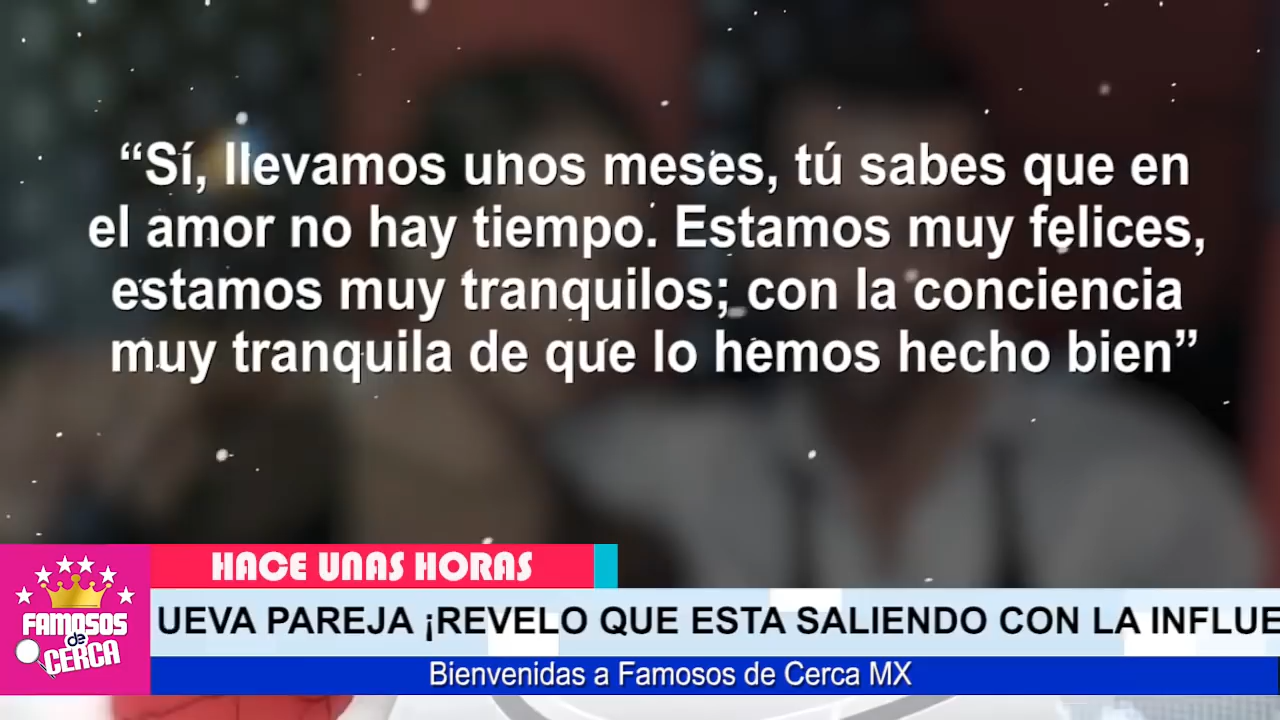 “Sí, llevamos unos meses, tú sabes que en
el amor no hay tiempo. Estamos muy felices,
estamos muy tranquilos; con la conciencia
muy tranquila de que lo hemos hecho bien”
HACE UNAS HORAS
UEVA PAREJA ¡REVELO QUE ESTA SALIENDO CON LA INFLUE
FAMOSOS
de
CERCA
Bienvenidas a Famosos de Cerca MX